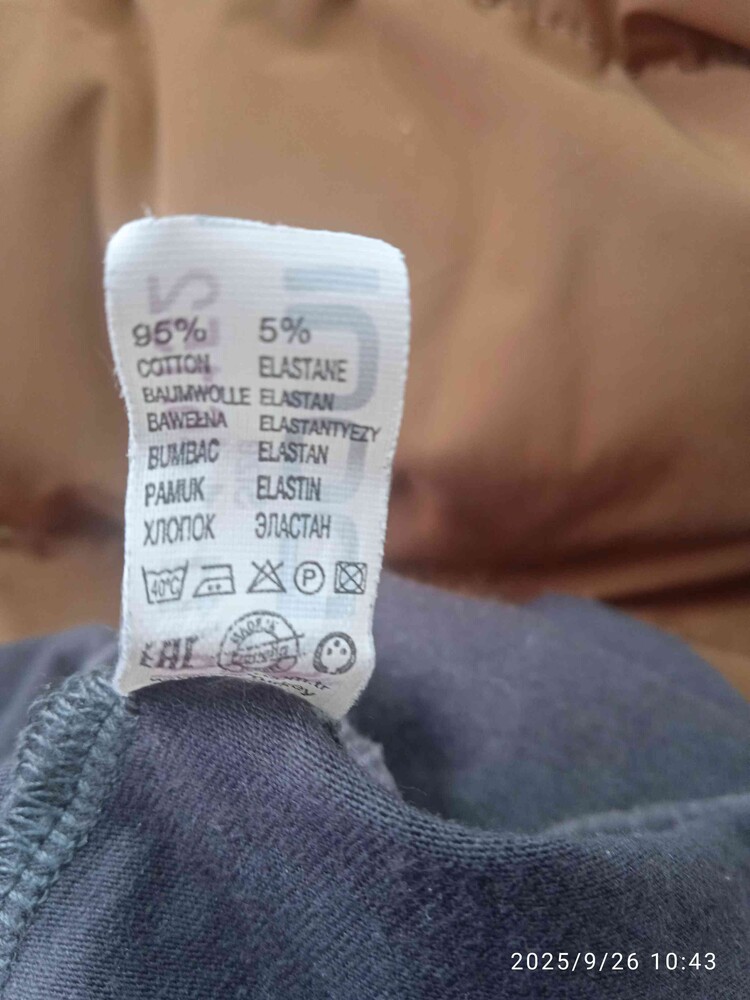 95% 5%
COTTON ELASTANE
BAUMWOLLE ELASTAN
BAWEŁNA ELASTANTYEZY
BUMBAC ELASTAN
PAMUK ELASTIN
ХЛОПОК ЭЛАСТАН
40°C P
EAC
2025/9/26 10:43